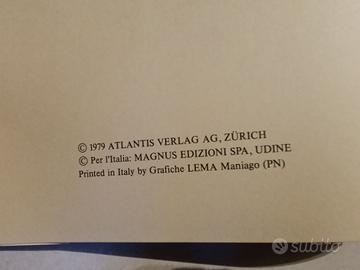 © 1979 ATLANTIS VERLAG AG, ZÜRICH
© Per l'Italia: MAGNUS EDIZIONI SPA, UDINE
Printed in Italy by Grafiche LEMA Maniago (PN)
subito